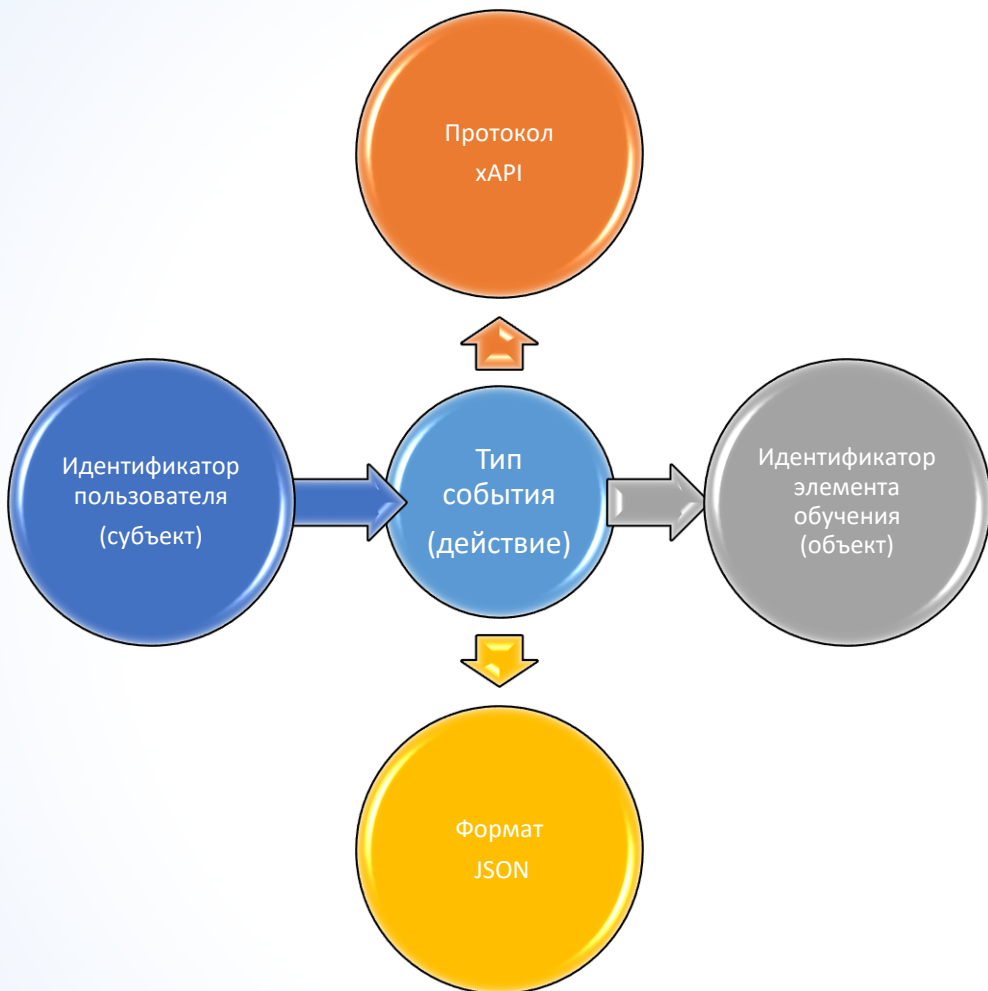 Протокол
xAPI
Идентификатор
пользователя
(субъект)
Тип
события
(действие)
Идентификатор
элемента
обучения
(объект)
Формат
JSON